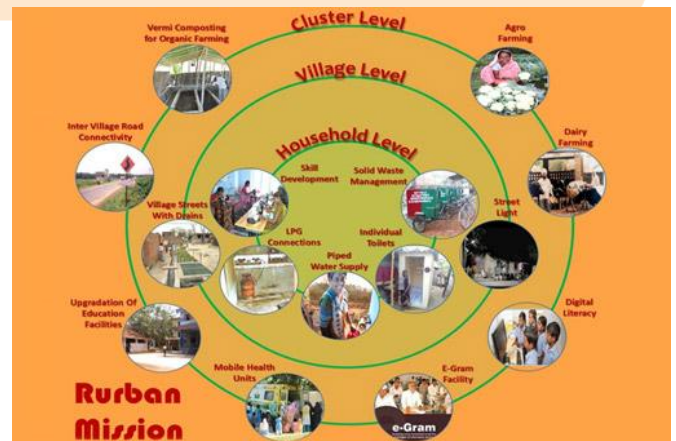 Cluster Level
Vermi Composting
for Organic Farming
Agro
Farming
Village Level
Inter Village Road
Connectivity
Household Level
Dairy
Farming
Skill
Development
Solid Waste
Management
Village Streets
With Drains
Street
Light
LPG
Connections
Individual
Toilets
Piped
Water Supply
Upgradation Of
Education
Facilities
Digital
Literacy
Mobile Health
Units
E-Gram
Facility
e-Gram
Rurban
Mission